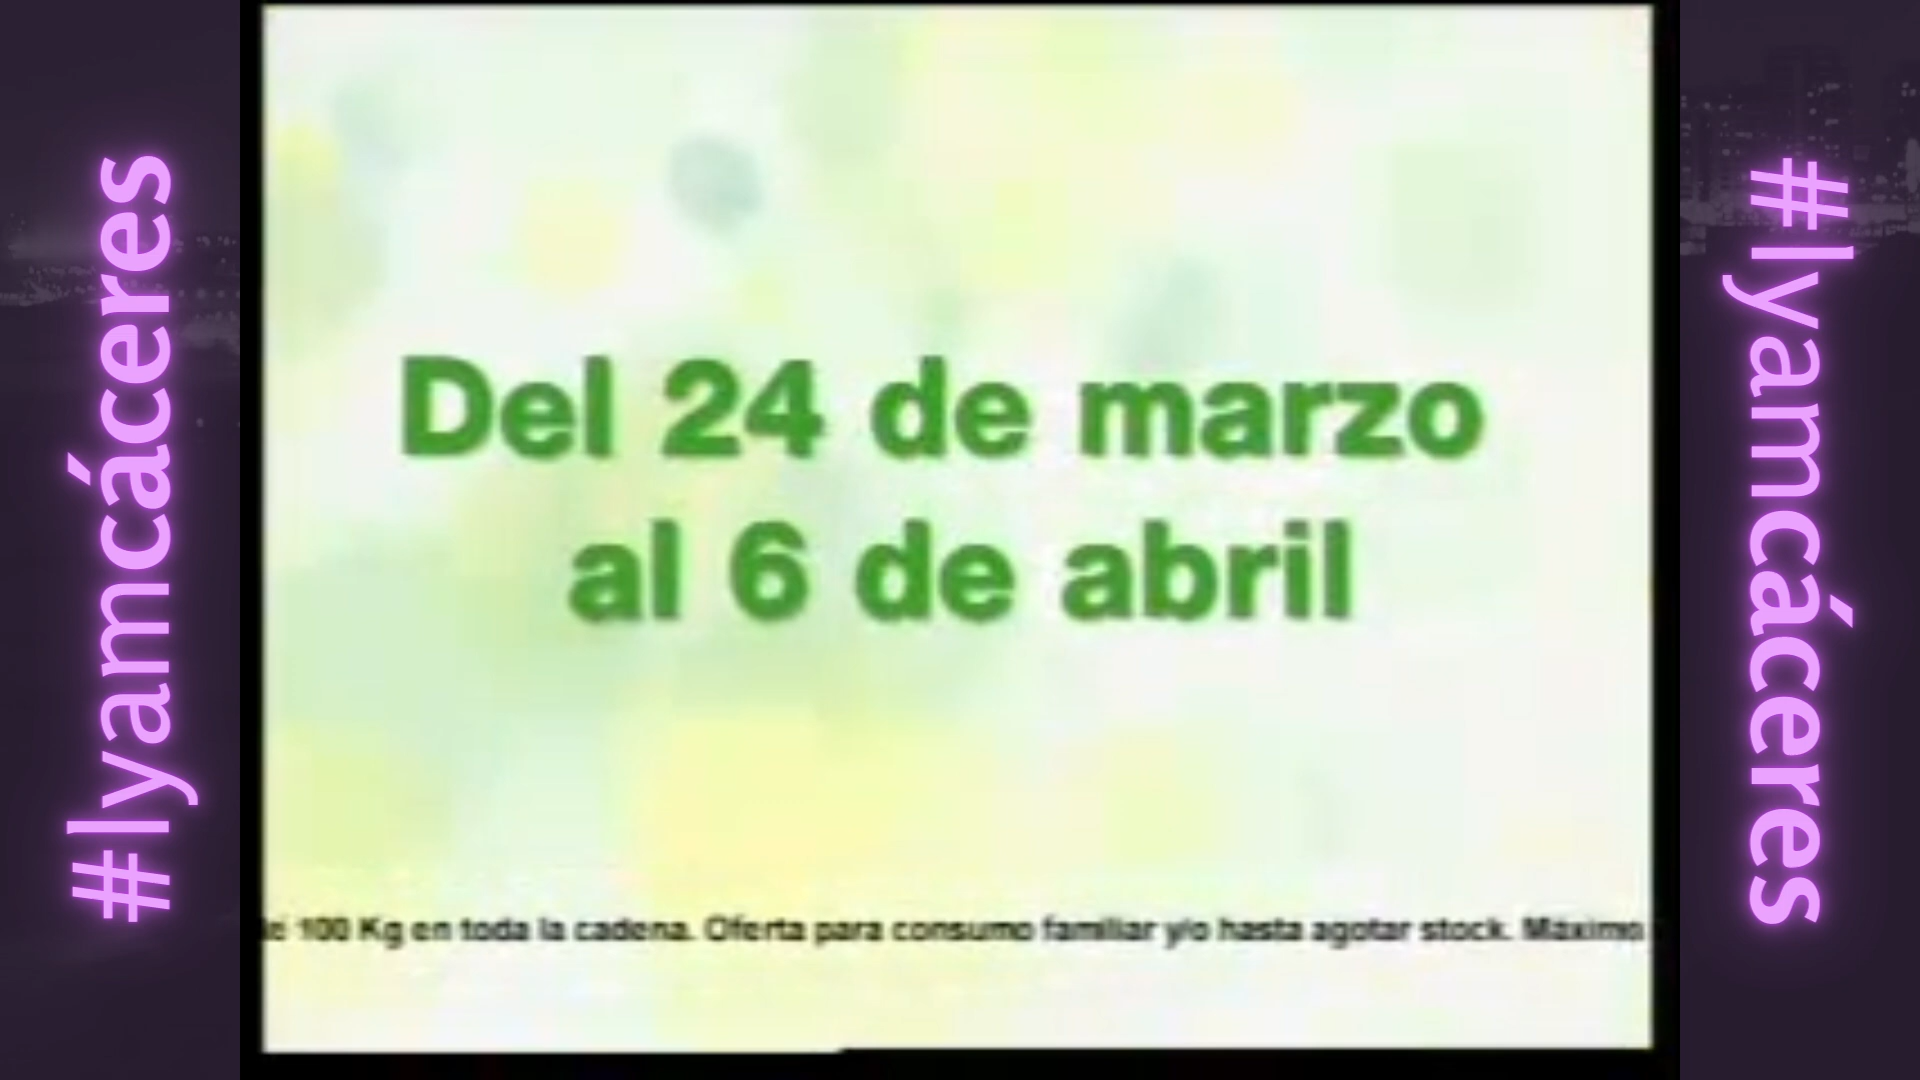 #lyamcáceres
Del 24 de marzo
al 6 de abril
100 Kg en toda la cadena. Oferta para consumo familiar y/o hasta agotar stock. Máximo
#lyamcáceres